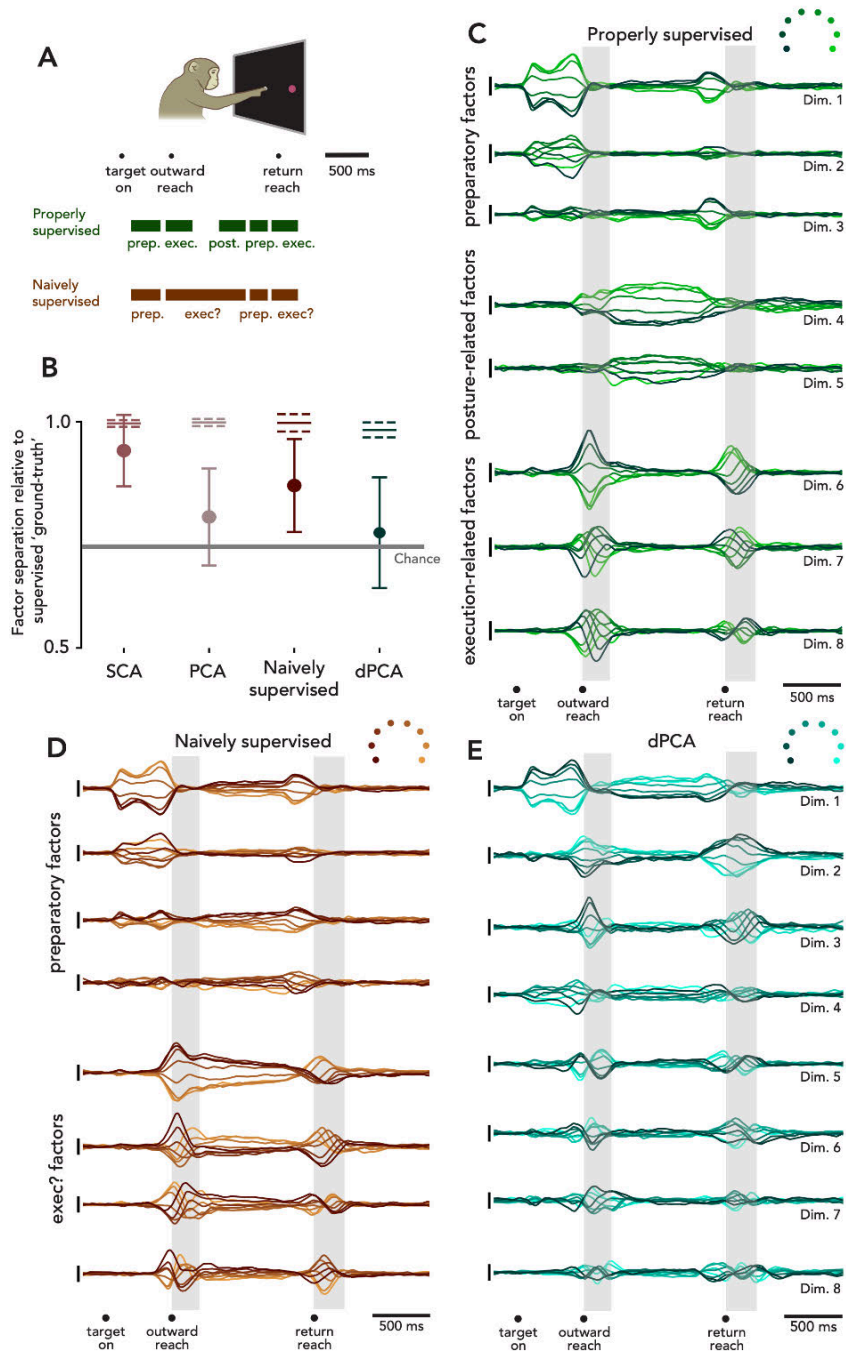 A
target on
outward reach
return reach
500 ms
Properly supervised
prep. exec. post. prep. exec.
Naively supervised
prep. exec? prep. exec?
B
Factor separation relative to
supervised ‘ground-truth‘
1.0
0.5
Chance
SCA
PCA
Naively supervised
dPCA
C
Properly supervised
preparatory factors
Dim. 1
Dim. 2
Dim. 3
posture-related factors
Dim. 4
Dim. 5
execution-related factors
Dim. 6
Dim. 7
Dim. 8
target on
outward reach
return reach
500 ms
D
Naively supervised
preparatory factors
exec? factors
target on
outward reach
return reach
500 ms
E
dPCA
Dim. 1
Dim. 2
Dim. 3
Dim. 4
Dim. 5
Dim. 6
Dim. 7
Dim. 8
target on
outward reach
return reach
500 ms